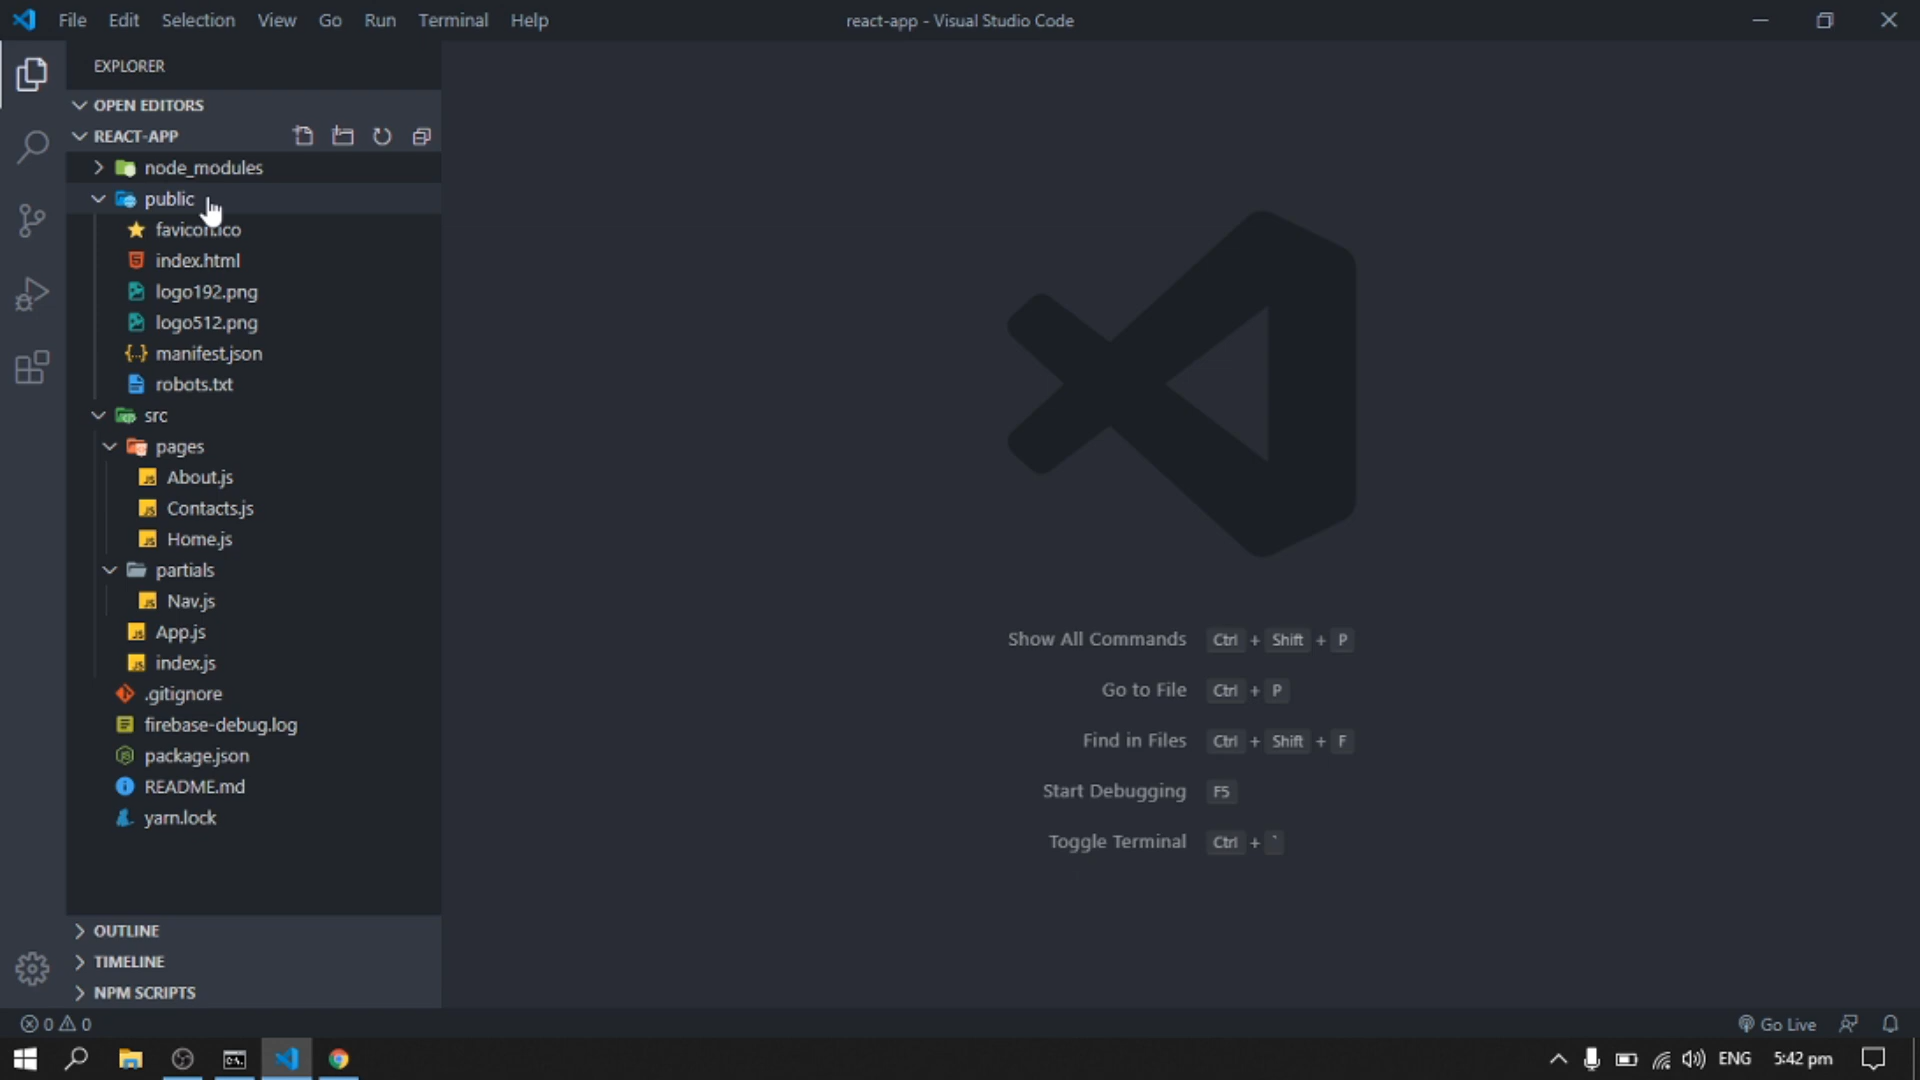 File Edit Selection View Go Run Terminal Help
react-app - Visual Studio Code
EXPLORER
OPEN EDITORS
REACT-APP
node_modules
public
favicon.ico
index.html
logo192.png
logo512.png
manifest.json
robots.txt
src
pages
About.js
Contacts.js
Home.js
partials
Nav.js
App.js
index.js
.gitignore
firebase-debug.log
package.json
README.md
yarn.lock
OUTLINE
TIMELINE
NPM SCRIPTS
Show All Commands Ctrl + Shift + P
Go to File Ctrl + P
Find in Files Ctrl + Shift + F
Start Debugging F5
Toggle Terminal Ctrl + `
0 0
Go Live
ENG 5:42 pm